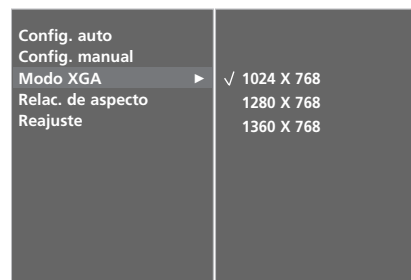 Config. auto
Config. manual
Modo XGA ►
Relac. de aspecto
Reajuste
√ 1024 X 768
1280 X 768
1360 X 768